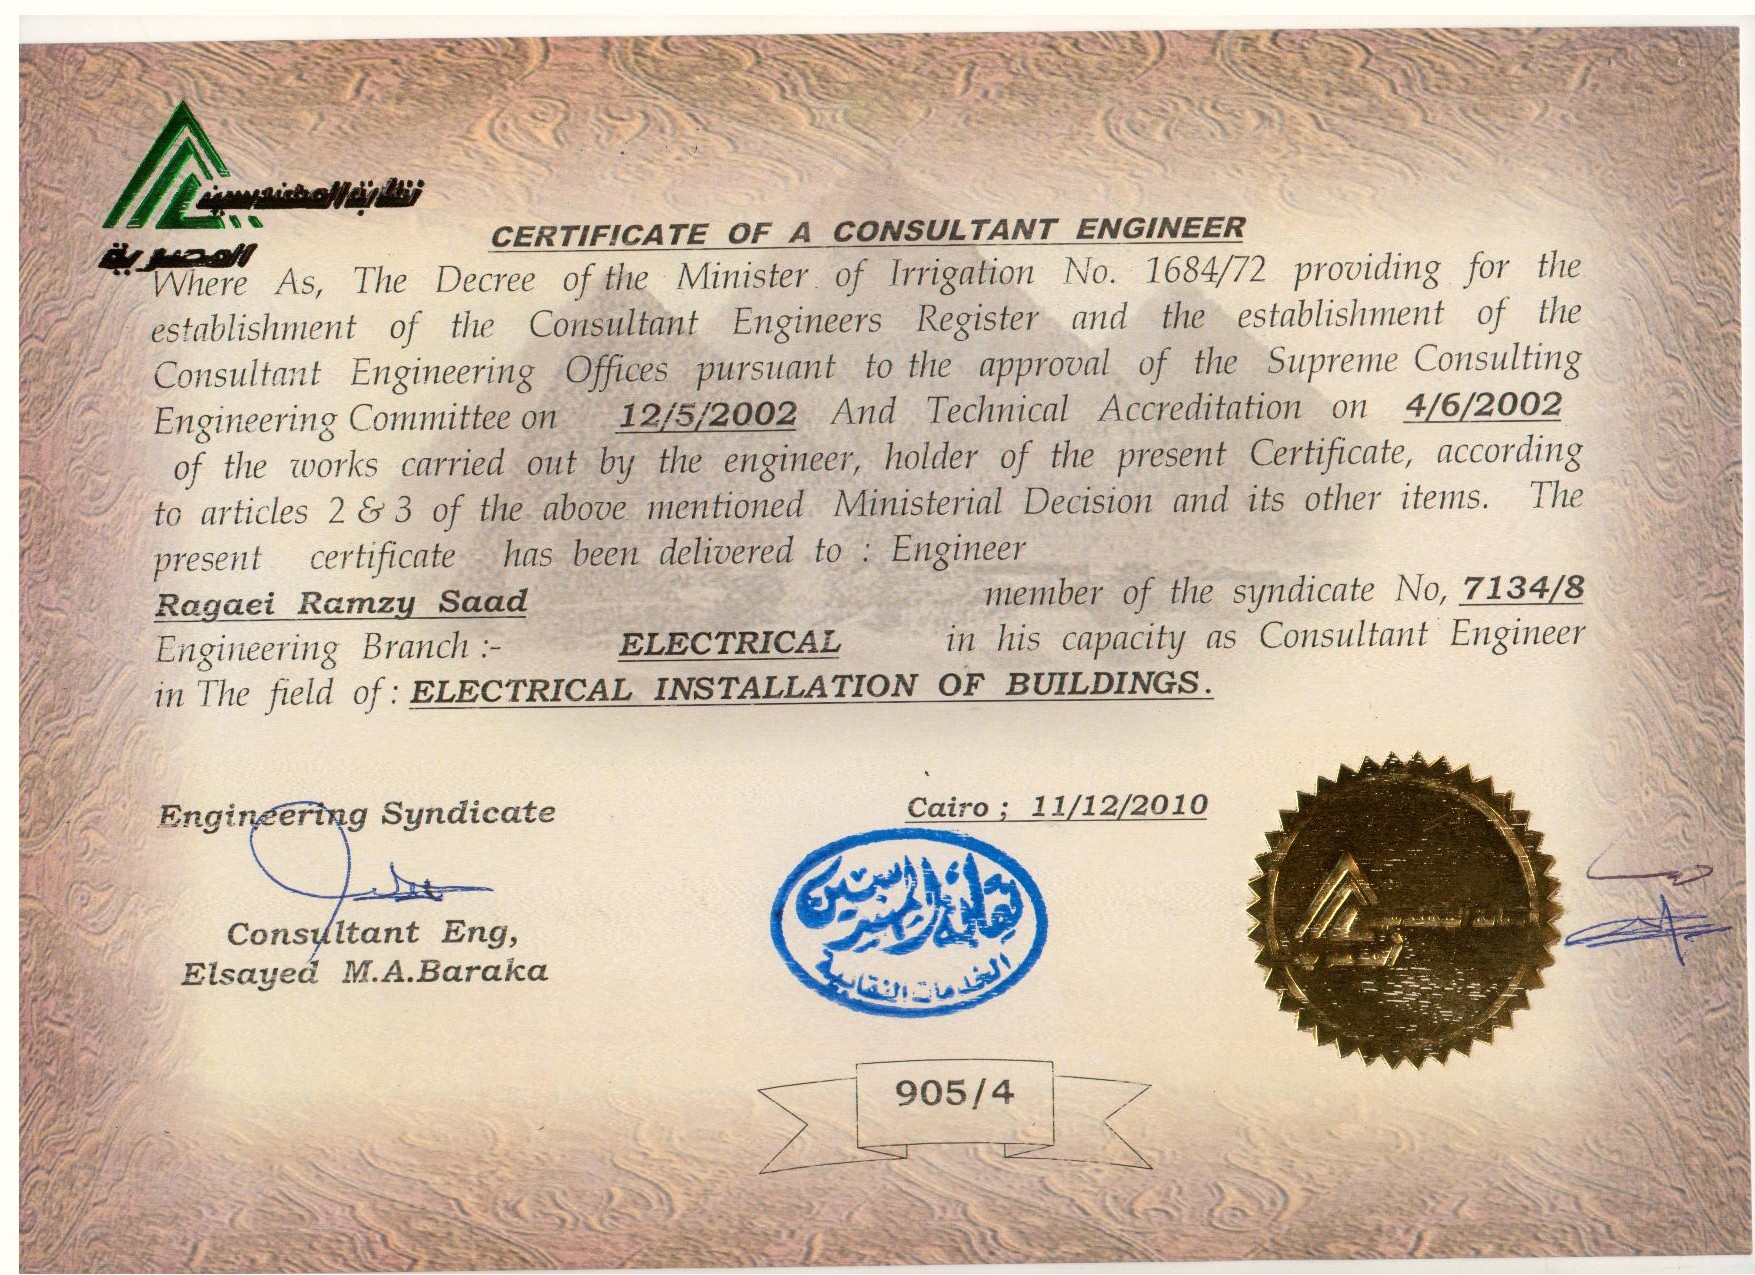 نقابة المهندسين
المصرية
CERTIFICATE OF A CONSULTANT ENGINEER
Where As, The Decree of the Minister of Irrigation No. 1684/72 providing for the
establishment of the Consultant Engineers Register and the establishment of the
Consultant Engineering Offices pursuant to the approval of the Supreme Consulting
Engineering Committee on 12/5/2002 And Technical Accreditation on 4/6/2002
of the works carried out by the engineer, holder of the present Certificate, according
to articles 2 & 3 of the above mentioned Ministerial Decision and its other items. The
present certificate has been delivered to : Engineer
Ragaei Ramzy Saad member of the syndicate No, 7134/8
Engineering Branch :- ELECTRICAL in his capacity as Consultant Engineer
in The field of : ELECTRICAL INSTALLATION OF BUILDINGS.
Engineering Syndicate
Cairo ; 11/12/2010
Consultant Eng,
Elsayed M.A.Baraka
نقابة المهندسين
الخدمات النقابية
905/4